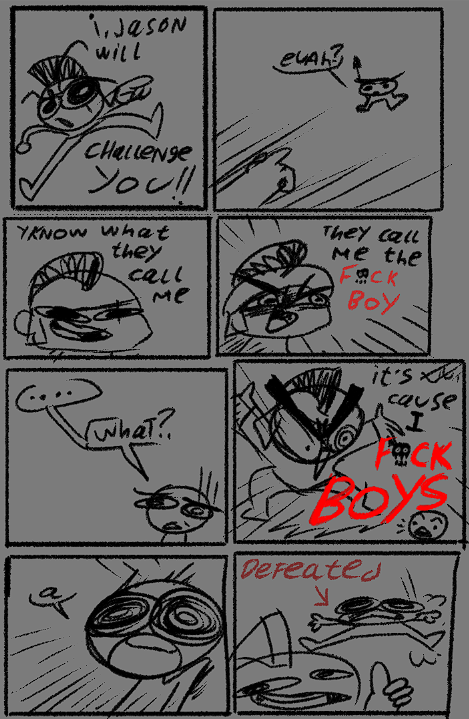 I, JASON
WILL
CHALLENGE
YOU!!
EUAH?
Y'KNOW WHAT
they
call
me
They call
me the
F☠CK
BOY
....
WHAT?.
it's
cause
I
F☠CK
BOYS
a
DEFEATED